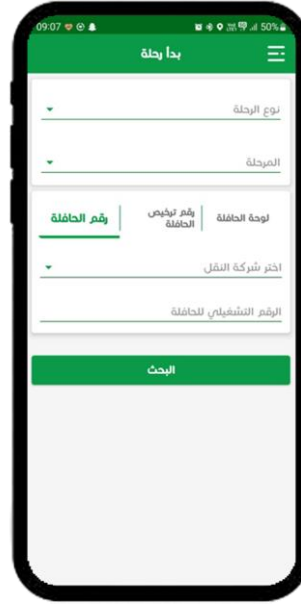 09:07 50%
بدأ رحلة
نوع الرحلة
المرحلة
لوحة الحافلة
رقم ترخيص
الحافلة
رقم الحافلة
اختر شركة النقل
الرقم التشغيلي للحافلة
البحث